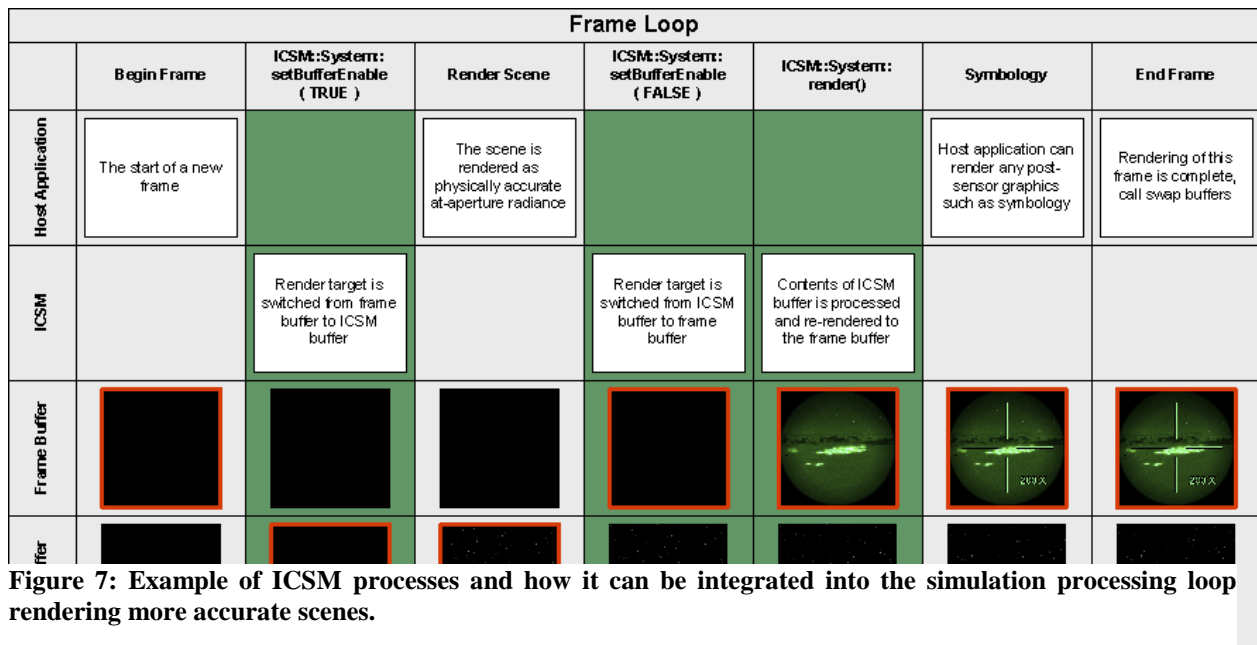 Frame Loop
Begin Frame
ICSM::System::
setBufferEnable
( TRUE )
Render Scene
ICSM::System::
setBufferEnable
( FALSE )
ICSM::System::
render()
Symbology
End Frame
Host Application
The start of a new
frame
The scene is
rendered as
physically accurate
at-aperture radiance
Host application can
render any post-
sensor graphics
such as symbology
Rendering of this
frame is complete,
call swap buffers
ICSM
Render target is
switched from frame
buffer to ICSM
buffer
Render target is
switched from ICSM
buffer to frame
buffer
Contents of ICSM
buffer is processed
and re-rendered to
the frame buffer
Frame Buffer
200 X
200 X
ffer
Figure 7: Example of ICSM processes and how it can be integrated into the simulation processing loop
rendering more accurate scenes.